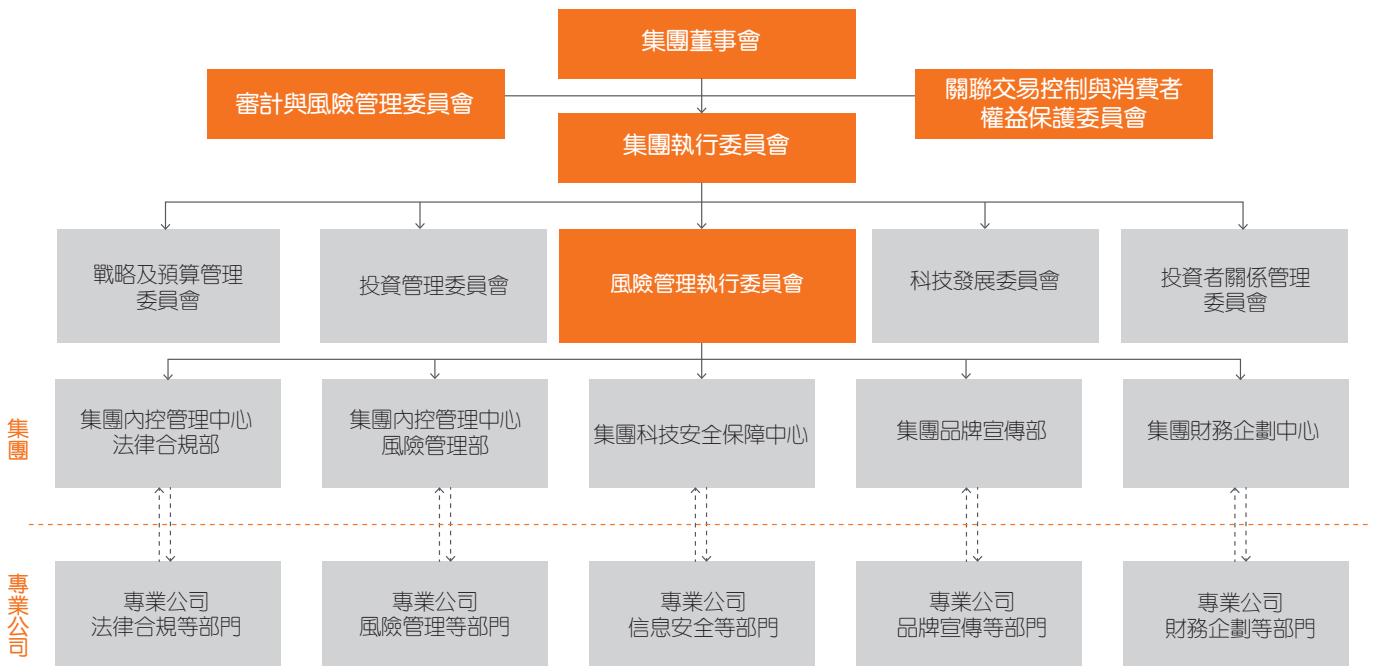 集團董事會
審計與風險管理委員會
關聯交易控制與消費者
權益保護委員會
集團執行委員會
戰略及預算管理
委員會
投資管理委員會
風險管理執行委員會
科技發展委員會
投資者關係管理
委員會
集團
集團內控管理中心
法律合規部
集團內控管理中心
風險管理部
集團科技安全保障中心
集團品牌宣傳部
集團財務企劃中心
專業公司
專業公司
法律合規等部門
專業公司
風險管理等部門
專業公司
信息安全等部門
專業公司
品牌宣傳等部門
專業公司
財務企劃等部門